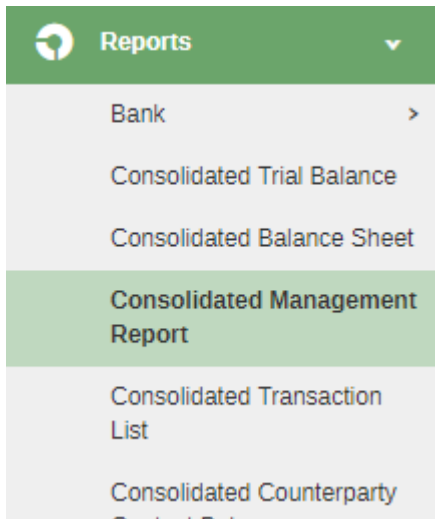 Reports
Bank
Consolidated Trial Balance
Consolidated Balance Sheet
Consolidated Management
Report
Consolidated Transaction
List
Consolidated Counterparty